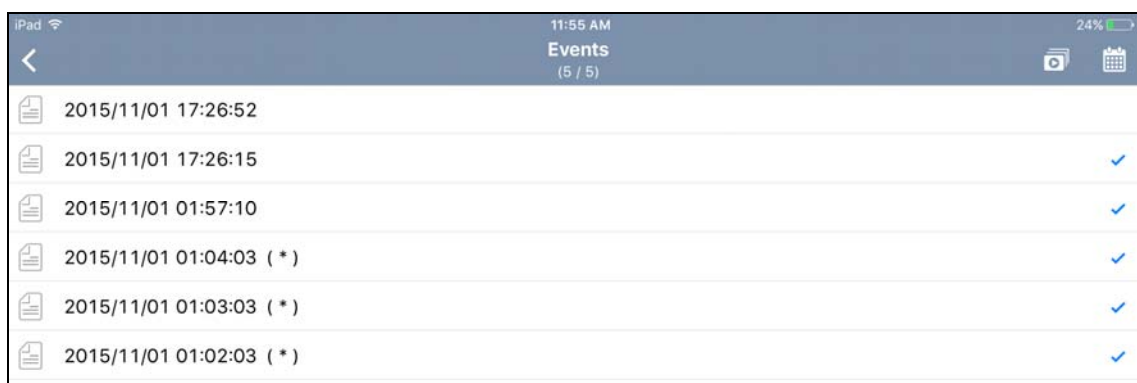 iPad 11:55 AM 24%
Events
(5 / 5)
2015/11/01 17:26:52
2015/11/01 17:26:15
2015/11/01 01:57:10
2015/11/01 01:04:03 ( * )
2015/11/01 01:03:03 ( * )
2015/11/01 01:02:03 ( * )